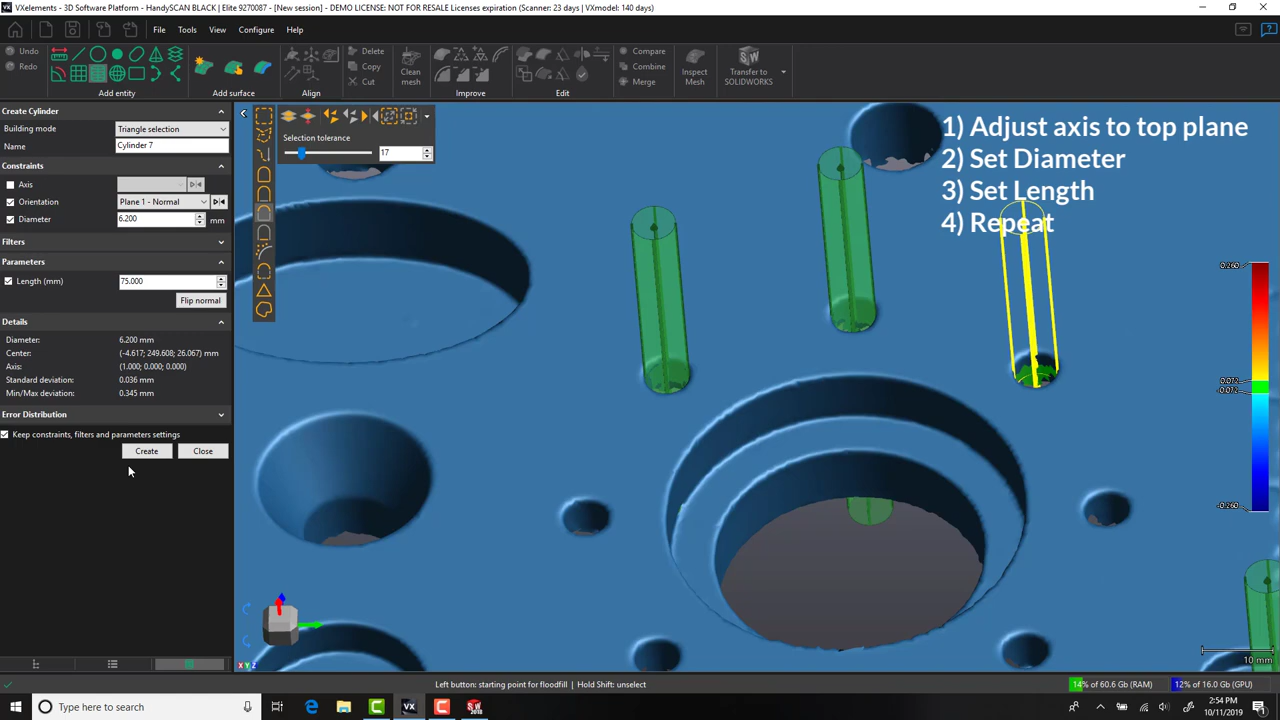 VXelements - 3D Software Platform - HandySCAN BLACK | Elite 9270087 - [New session] - DEMO LICENSE: NOT FOR RESALE Licenses expiration (Scanner: 23 days | VXmodel: 140 days)
File Tools View Configure Help
Undo
Redo
Add entity
Add surface
Align
Delete
Copy
Cut
Clean mesh
Improve
Edit
Compare
Combine
Merge
Inspect Mesh
Transfer to SOLIDWORKS
Create Cylinder
Building mode Triangle selection
Name Cylinder 7
Constraints
Axis
Orientation Plane 1 - Normal
Diameter 6.200 mm
Filters
Parameters
Length (mm) 75.000
Flip normal
Details
Diameter: 6.200 mm
Center: (-4.617; 249.608; 26.067) mm
Axis: (1.000; 0.000; 0.000)
Standard deviation: 0.036 mm
Min/Max deviation: 0.345 mm
Error Distribution
Keep constraints, filters and parameters settings
Create Close
Selection tolerance
17
1) Adjust axis to top plane
2) Set Diameter
3) Set Length
4) Repeat
0.260
0.072
-0.072
-0.260
10 mm
X Y Z
Left button: starting point for floodfill | Hold Shift: unselect
14% of 60.6 GB (RAM) 12% of 16.0 GB (GPU)
Type here to search
2:54 PM
10/11/2019